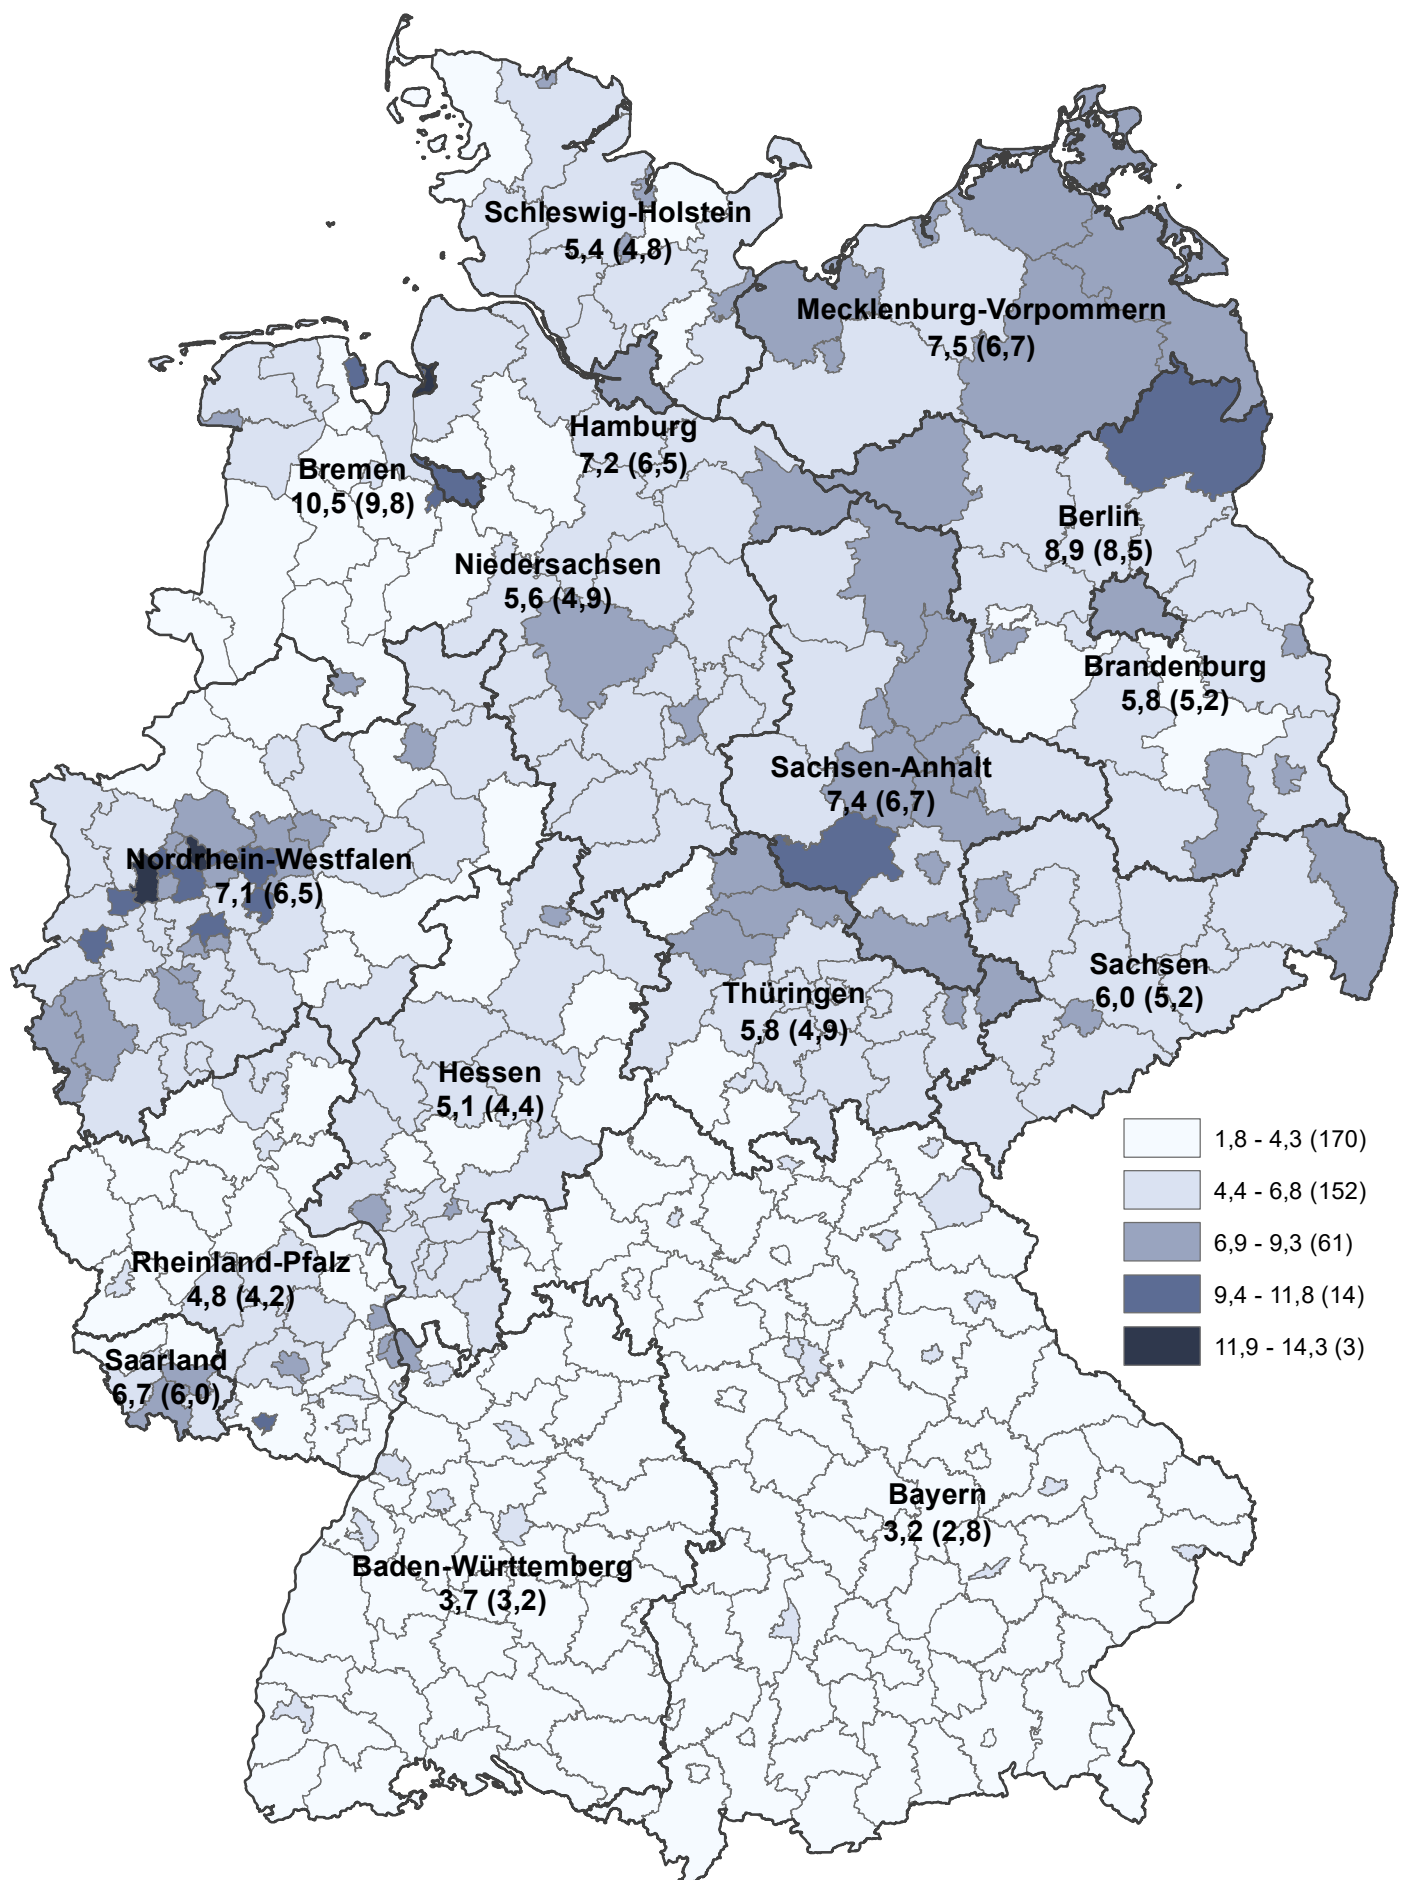 Schleswig-Holstein
5,4 (4,8)
Mecklenburg-Vorpommern
7,5 (6,7)
Hamburg
7,2 (6,5)
Bremen
10,5 (9,8)
Berlin
8,9 (8,5)
Niedersachsen
5,6 (4,9)
Brandenburg
5,8 (5,2)
Sachsen-Anhalt
7,4 (6,7)
Nordrhein-Westfalen
7,1 (6,5)
Sachsen
6,0 (5,2)
Thüringen
5,8 (4,9)
Hessen
5,1 (4,4)
Rheinland-Pfalz
4,8 (4,2)
Saarland
6,7 (6,0)
Bayern
3,2 (2,8)
Baden-Württemberg
3,7 (3,2)
1,8 - 4,3 (170)
4,4 - 6,8 (152)
6,9 - 9,3 (61)
9,4 - 11,8 (14)
11,9 - 14,3 (3)